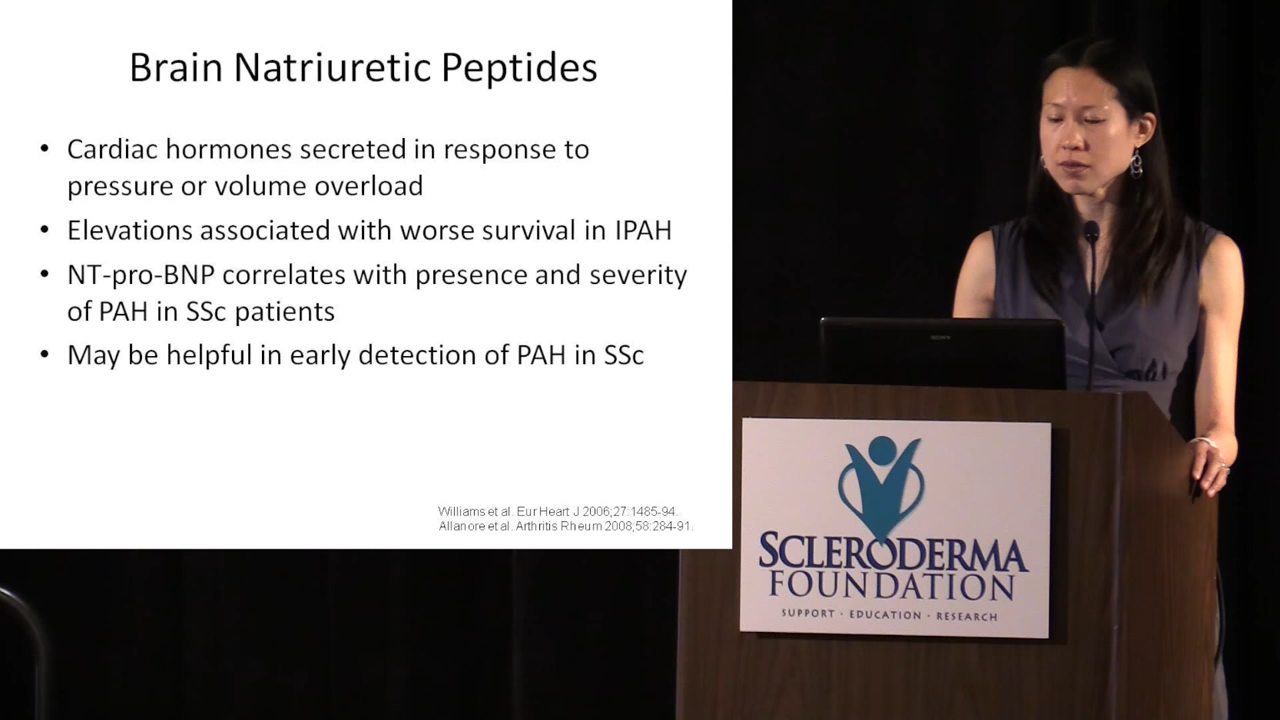 Brain Natriuretic Peptides
• Cardiac hormones secreted in response to
pressure or volume overload
• Elevations associated with worse survival in IPAH
• NT-pro-BNP correlates with presence and severity
of PAH in SSc patients
• May be helpful in early detection of PAH in SSc
Williams et al. Eur Heart J 2006;27:1485-94.
Allanore et al. Arthritis Rheum 2008;58:284-91.
SONY
SCLERODERMA
FOUNDATION
SUPPORT · EDUCATION · RESEARCH